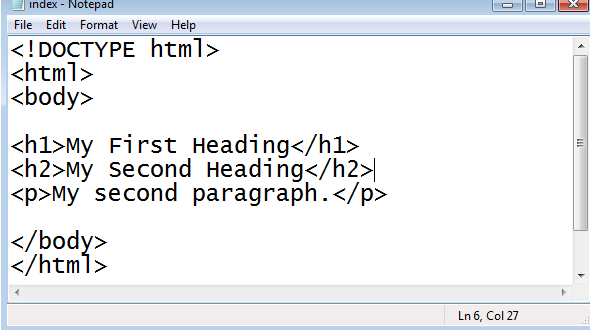 index - Notepad
File Edit Format View Help
<!DOCTYPE html>
<html>
<body>
<h1>My First Heading</h1>
<h2>My Second Heading</h2>
<p>My second paragraph.</p>
</body>
</html>
Ln 6, Col 27